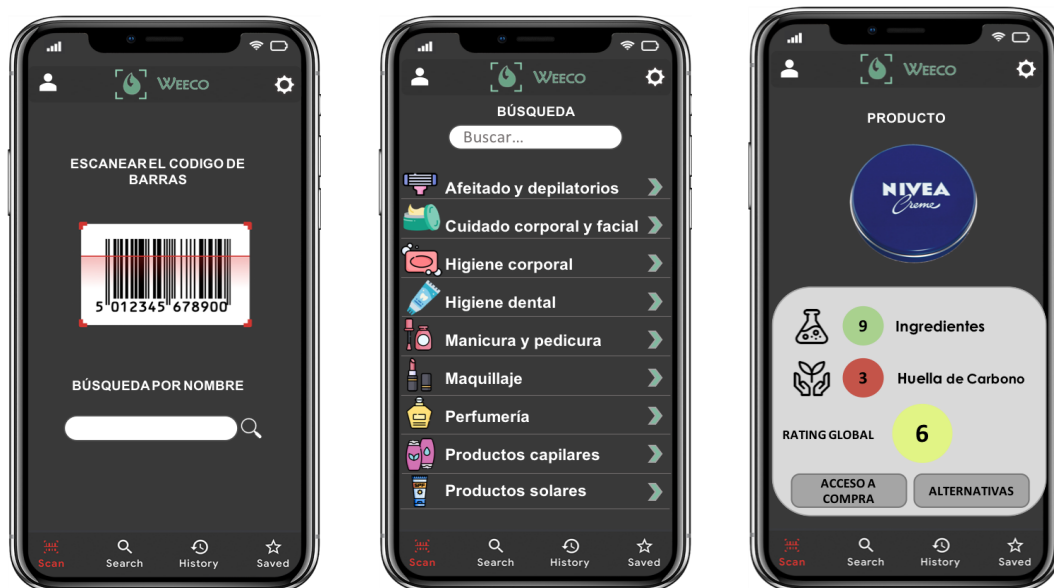 WEECO
ESCANEAR EL CODIGO DE
BARRAS
5 012345 678900
BÚSQUEDA POR NOMBRE
Scan
Search
History
Saved
WEECO
BÚSQUEDA
Buscar...
Afeitado y depilatorios
Cuidado corporal y facial
Higiene corporal
Higiene dental
Manicura y pedicura
Maquillaje
Perfumería
Productos capilares
Productos solares
Scan
Search
History
Saved
WEECO
PRODUCTO
NIVEA
Creme
9 Ingredientes
3 Huella de Carbono
RATING GLOBAL 6
ACCESO A
COMPRA
ALTERNATIVAS
Scan
Search
History
Saved